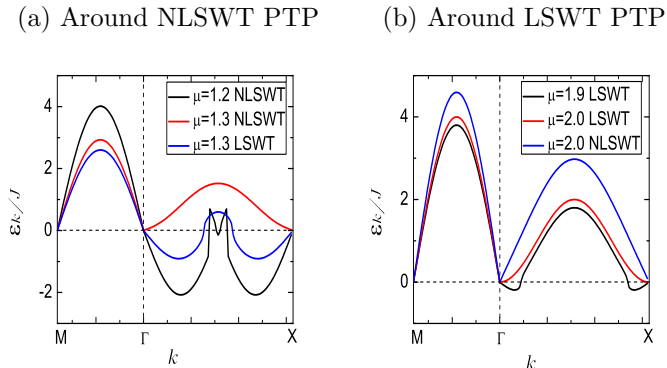 (a) Around NLSWT PTP
(b) Around LSWT PTP
μ=1.2 NLSWT
μ=1.3 NLSWT
μ=1.3 LSWT
4
2
0
-2
εk/J
M Γ X
k
μ=1.9 LSWT
μ=2.0 LSWT
μ=2.0 NLSWT
4
2
0
εk/J
M Γ X
k